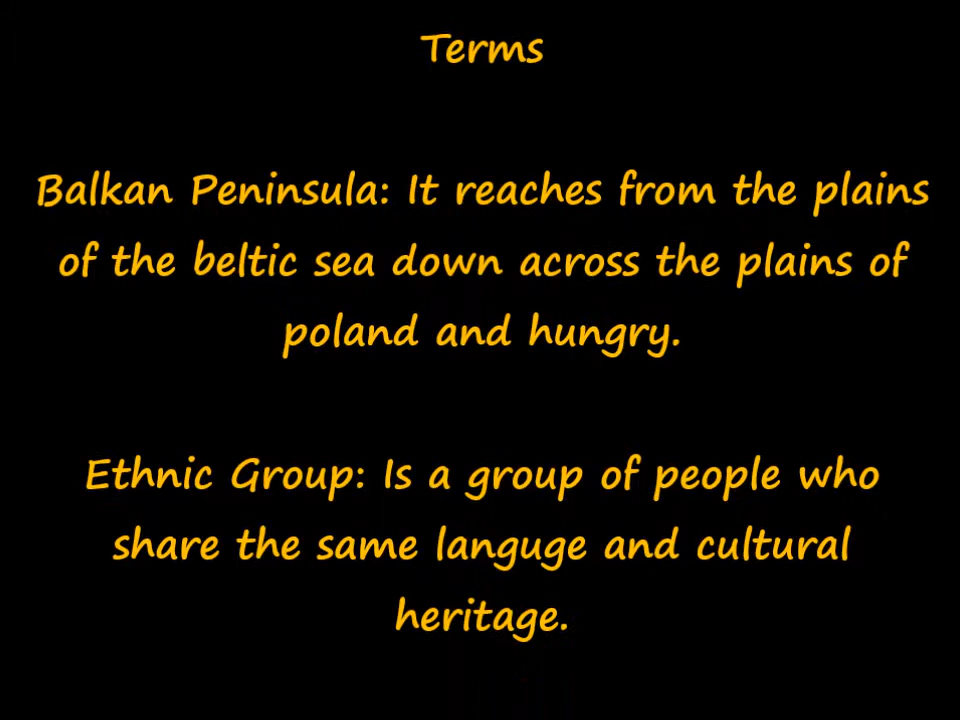 Terms
Balkan Peninsula: It reaches from the plains
of the beltic sea down across the plains of
poland and hungry.
Ethnic Group: Is a group of people who
share the same languge and cultural
heritage.